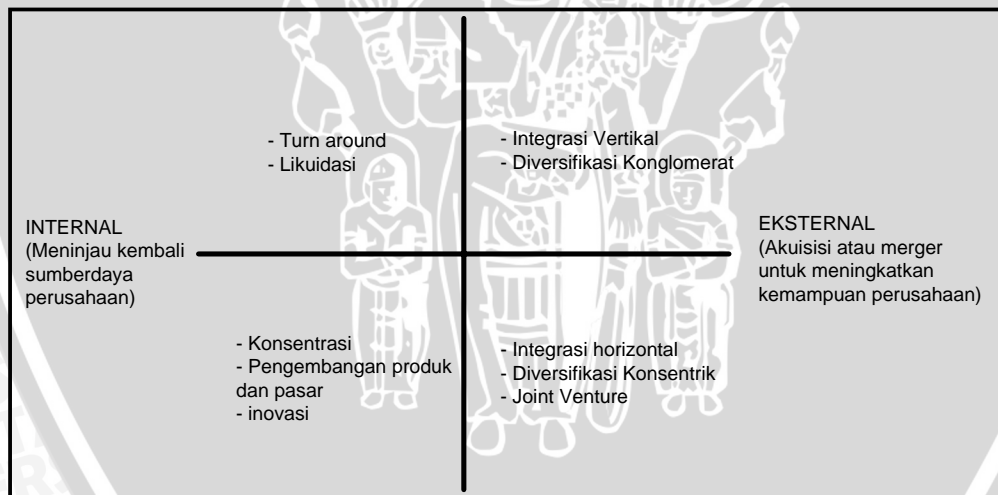 - Turn around
- Likuidasi
- Integrasi Vertikal
- Diversifikasi Konglomerat
INTERNAL
(Meninjau kembali
sumberdaya
perusahaan)
EKSTERNAL
(Akuisisi atau merger
untuk meningkatkan
kemampuan perusahaan)
- Konsentrasi
- Pengembangan produk
dan pasar
- inovasi
- Integrasi horizontal
- Diversifikasi Konsentrik
- Joint Venture